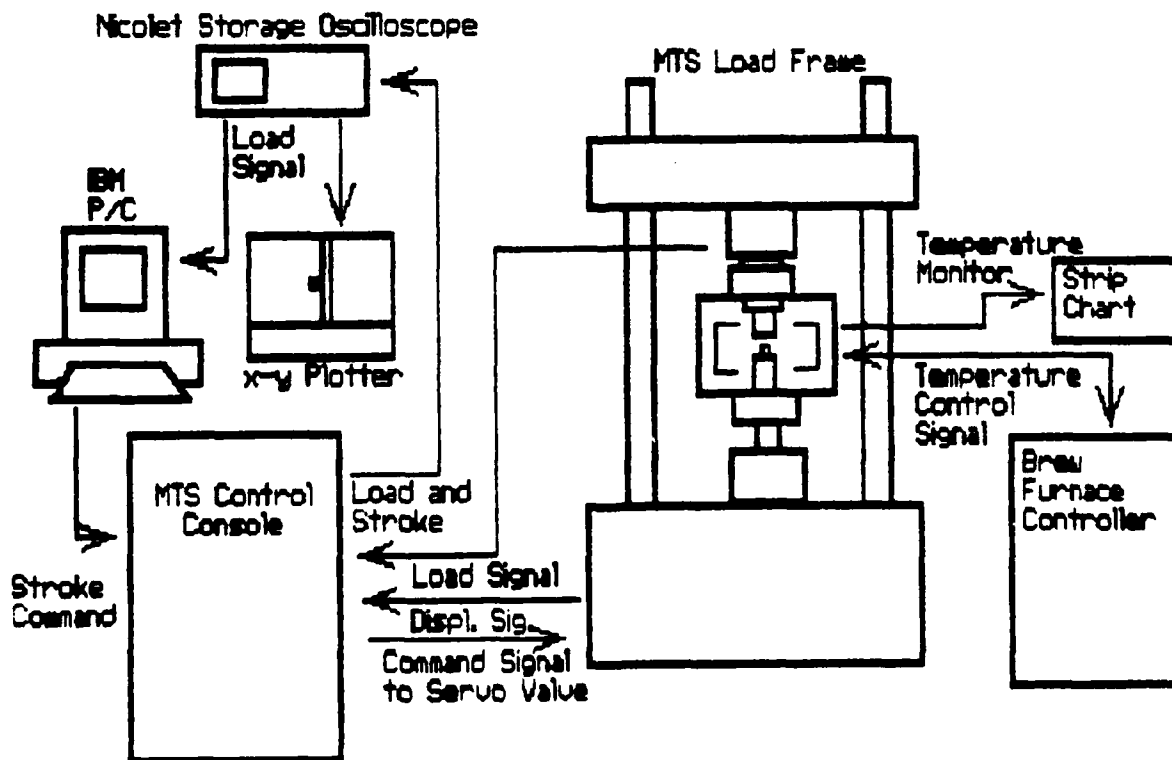 Nicolet Storage Oscilloscope
MTS Load Frame
Load
Signal
IBM
P/C
x-y Plotter
Temperature
Monitor
Strip
Chart
Temperature
Control
Signal
Brew
Furnace
Controller
MTS Control
Console
Load and
Stroke
Stroke
Command
Load Signal
Displ. Sig.
Command Signal
to Servo Valve